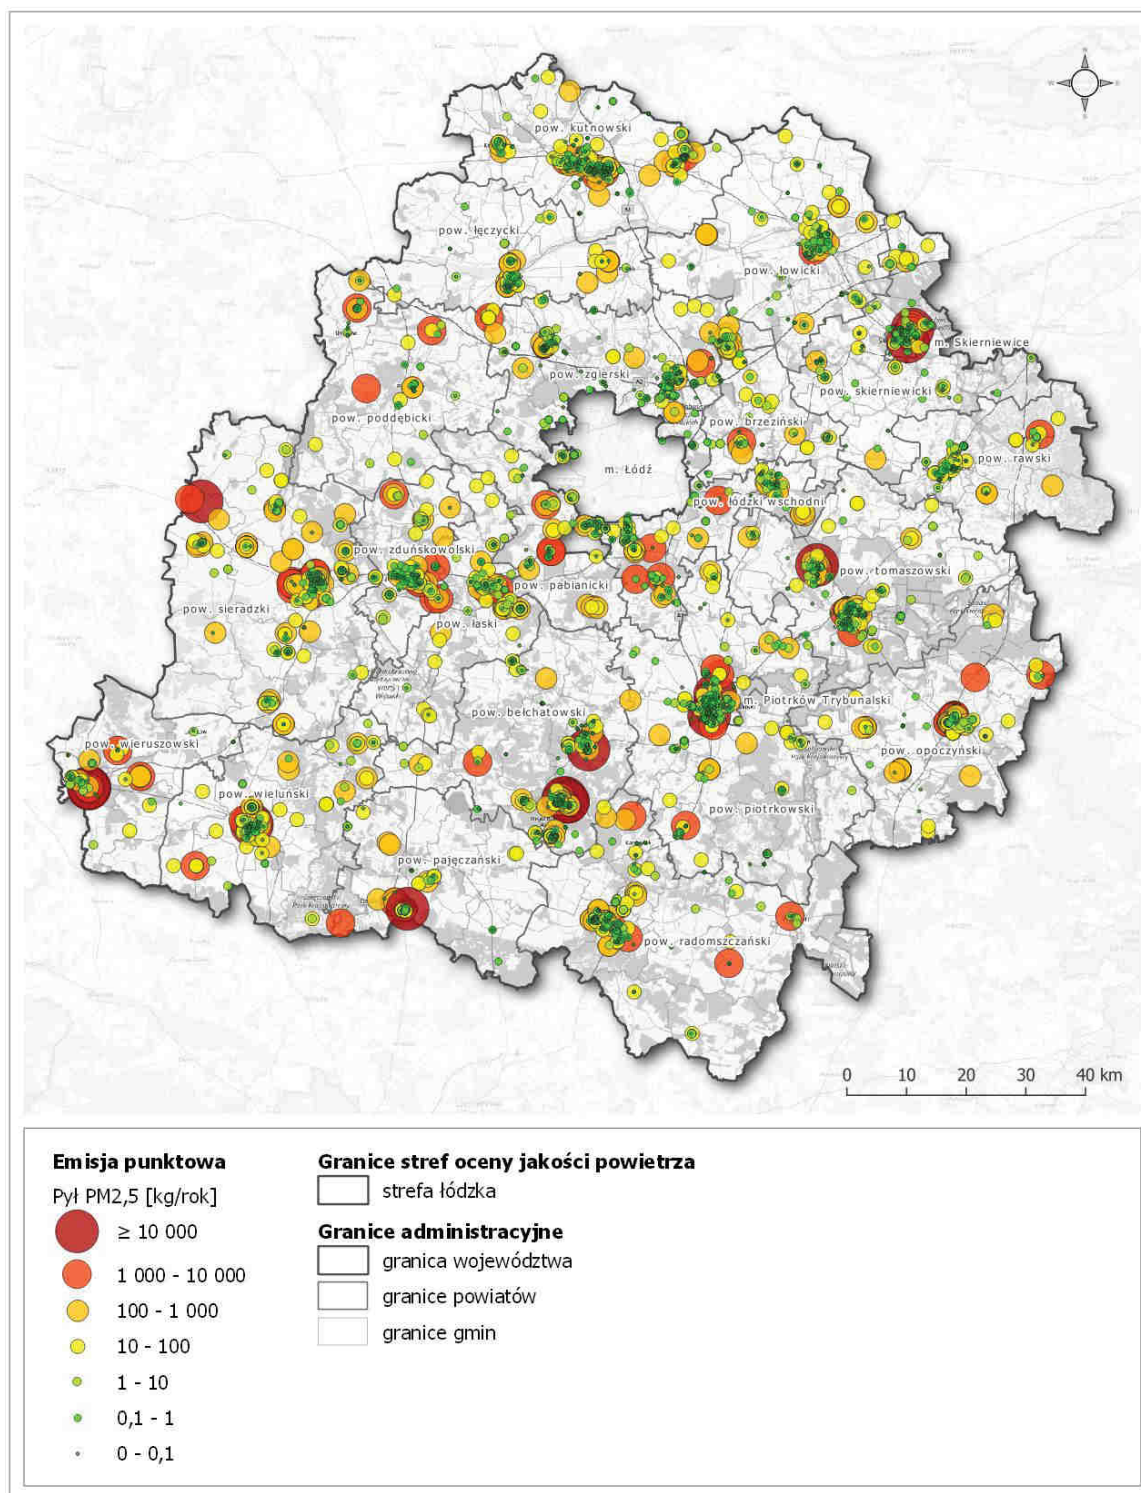 N
W
E
S
pow. kutnowski
pow. łęczycki
pow. łowicki
m. Skierniewice
pow. zgierski
pow. skierniewicki
pow. poddębicki
pow. brzeziński
pow. rawski
m. Łódź
pow. łódzki wschodni
pow. zduńskowolski
pow. tomaszowski
pow. pabianicki
pow. sieradzki
pow. łaski
m. Piotrków Trybunalski
pow. bełchatowski
pow. wieruszowski
pow. opoczyński
pow. wieluński
pow. piotrkowski
pow. pajęczański
pow. radomszczański
0 10 20 30 40 km
Emisja punktowa
Pył PM2,5 [kg/rok]
≥ 10 000
1 000 - 10 000
100 - 1 000
10 - 100
1 - 10
0,1 - 1
0 - 0,1
Granice stref oceny jakości powietrza
strefa łódzka
Granice administracyjne
granica województwa
granice powiatów
granice gmin